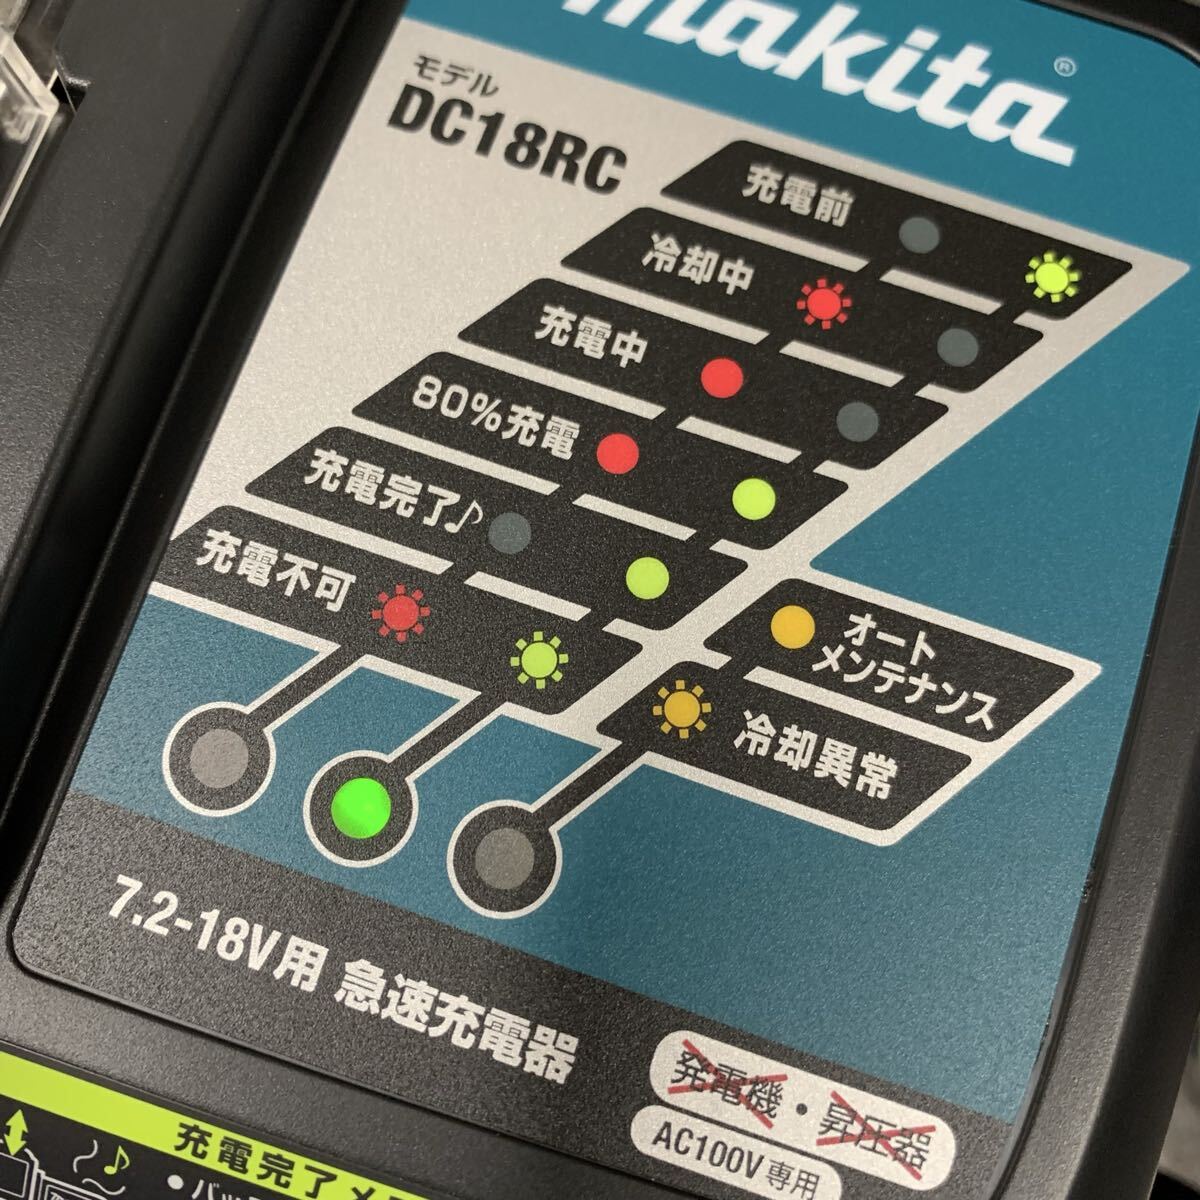 makita®
モデル
DC18RC
充電前
冷却中
充電中
80%充電
充電完了♪
充電不可
オート
メンテナンス
冷却異常
7.2-18V用 急速充電器
発電機・昇圧器
AC100V専用
充電完了メ
•バッ